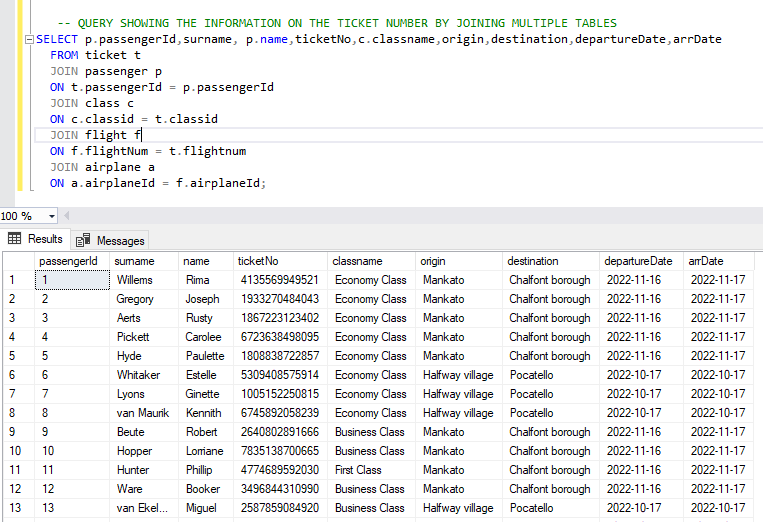 -- QUERY SHOWING THE INFORMATION ON THE TICKET NUMBER BY JOINING MULTIPLE TABLES
SELECT p.passengerId,surname, p.name,ticketNo,c.classname,origin,destination,departureDate,arrDate
FROM ticket t
JOIN passenger p
ON t.passengerId = p.passengerId
JOIN class c
ON c.classid = t.classid
JOIN flight f
ON f.flightNum = t.flightnum
JOIN airplane a
ON a.airplaneId = f.airplaneId;
100 %
Results Messages
passengerId surname name ticketNo classname origin destination departureDate arrDate
1 1 Willems Rima 4135569949521 Economy Class Mankato Chalfont borough 2022-11-16 2022-11-17
2 2 Gregory Joseph 1933270484043 Economy Class Mankato Chalfont borough 2022-11-16 2022-11-17
3 3 Aerts Rusty 1867223123402 Economy Class Mankato Chalfont borough 2022-11-16 2022-11-17
4 4 Pickett Carolee 6723638498095 Economy Class Mankato Chalfont borough 2022-11-16 2022-11-17
5 5 Hyde Paulette 1808838722857 Economy Class Mankato Chalfont borough 2022-11-16 2022-11-17
6 6 Whitaker Estelle 5309408575914 Economy Class Halfway village Pocatello 2022-10-17 2022-10-17
7 7 Lyons Ginette 1005152250815 Economy Class Halfway village Pocatello 2022-10-17 2022-10-17
8 8 van Maurik Kennith 6745892058239 Economy Class Halfway village Pocatello 2022-10-17 2022-10-17
9 9 Beute Robert 2640802891666 Business Class Mankato Chalfont borough 2022-11-16 2022-11-17
10 10 Hopper Lorriane 7835138700665 Business Class Mankato Chalfont borough 2022-11-16 2022-11-17
11 11 Hunter Phillip 4774689592030 First Class Mankato Chalfont borough 2022-11-16 2022-11-17
12 12 Ware Booker 3496844310990 Business Class Mankato Chalfont borough 2022-11-16 2022-11-17
13 13 van Ekel... Miguel 2587859084920 Business Class Halfway village Pocatello 2022-10-17 2022-10-17